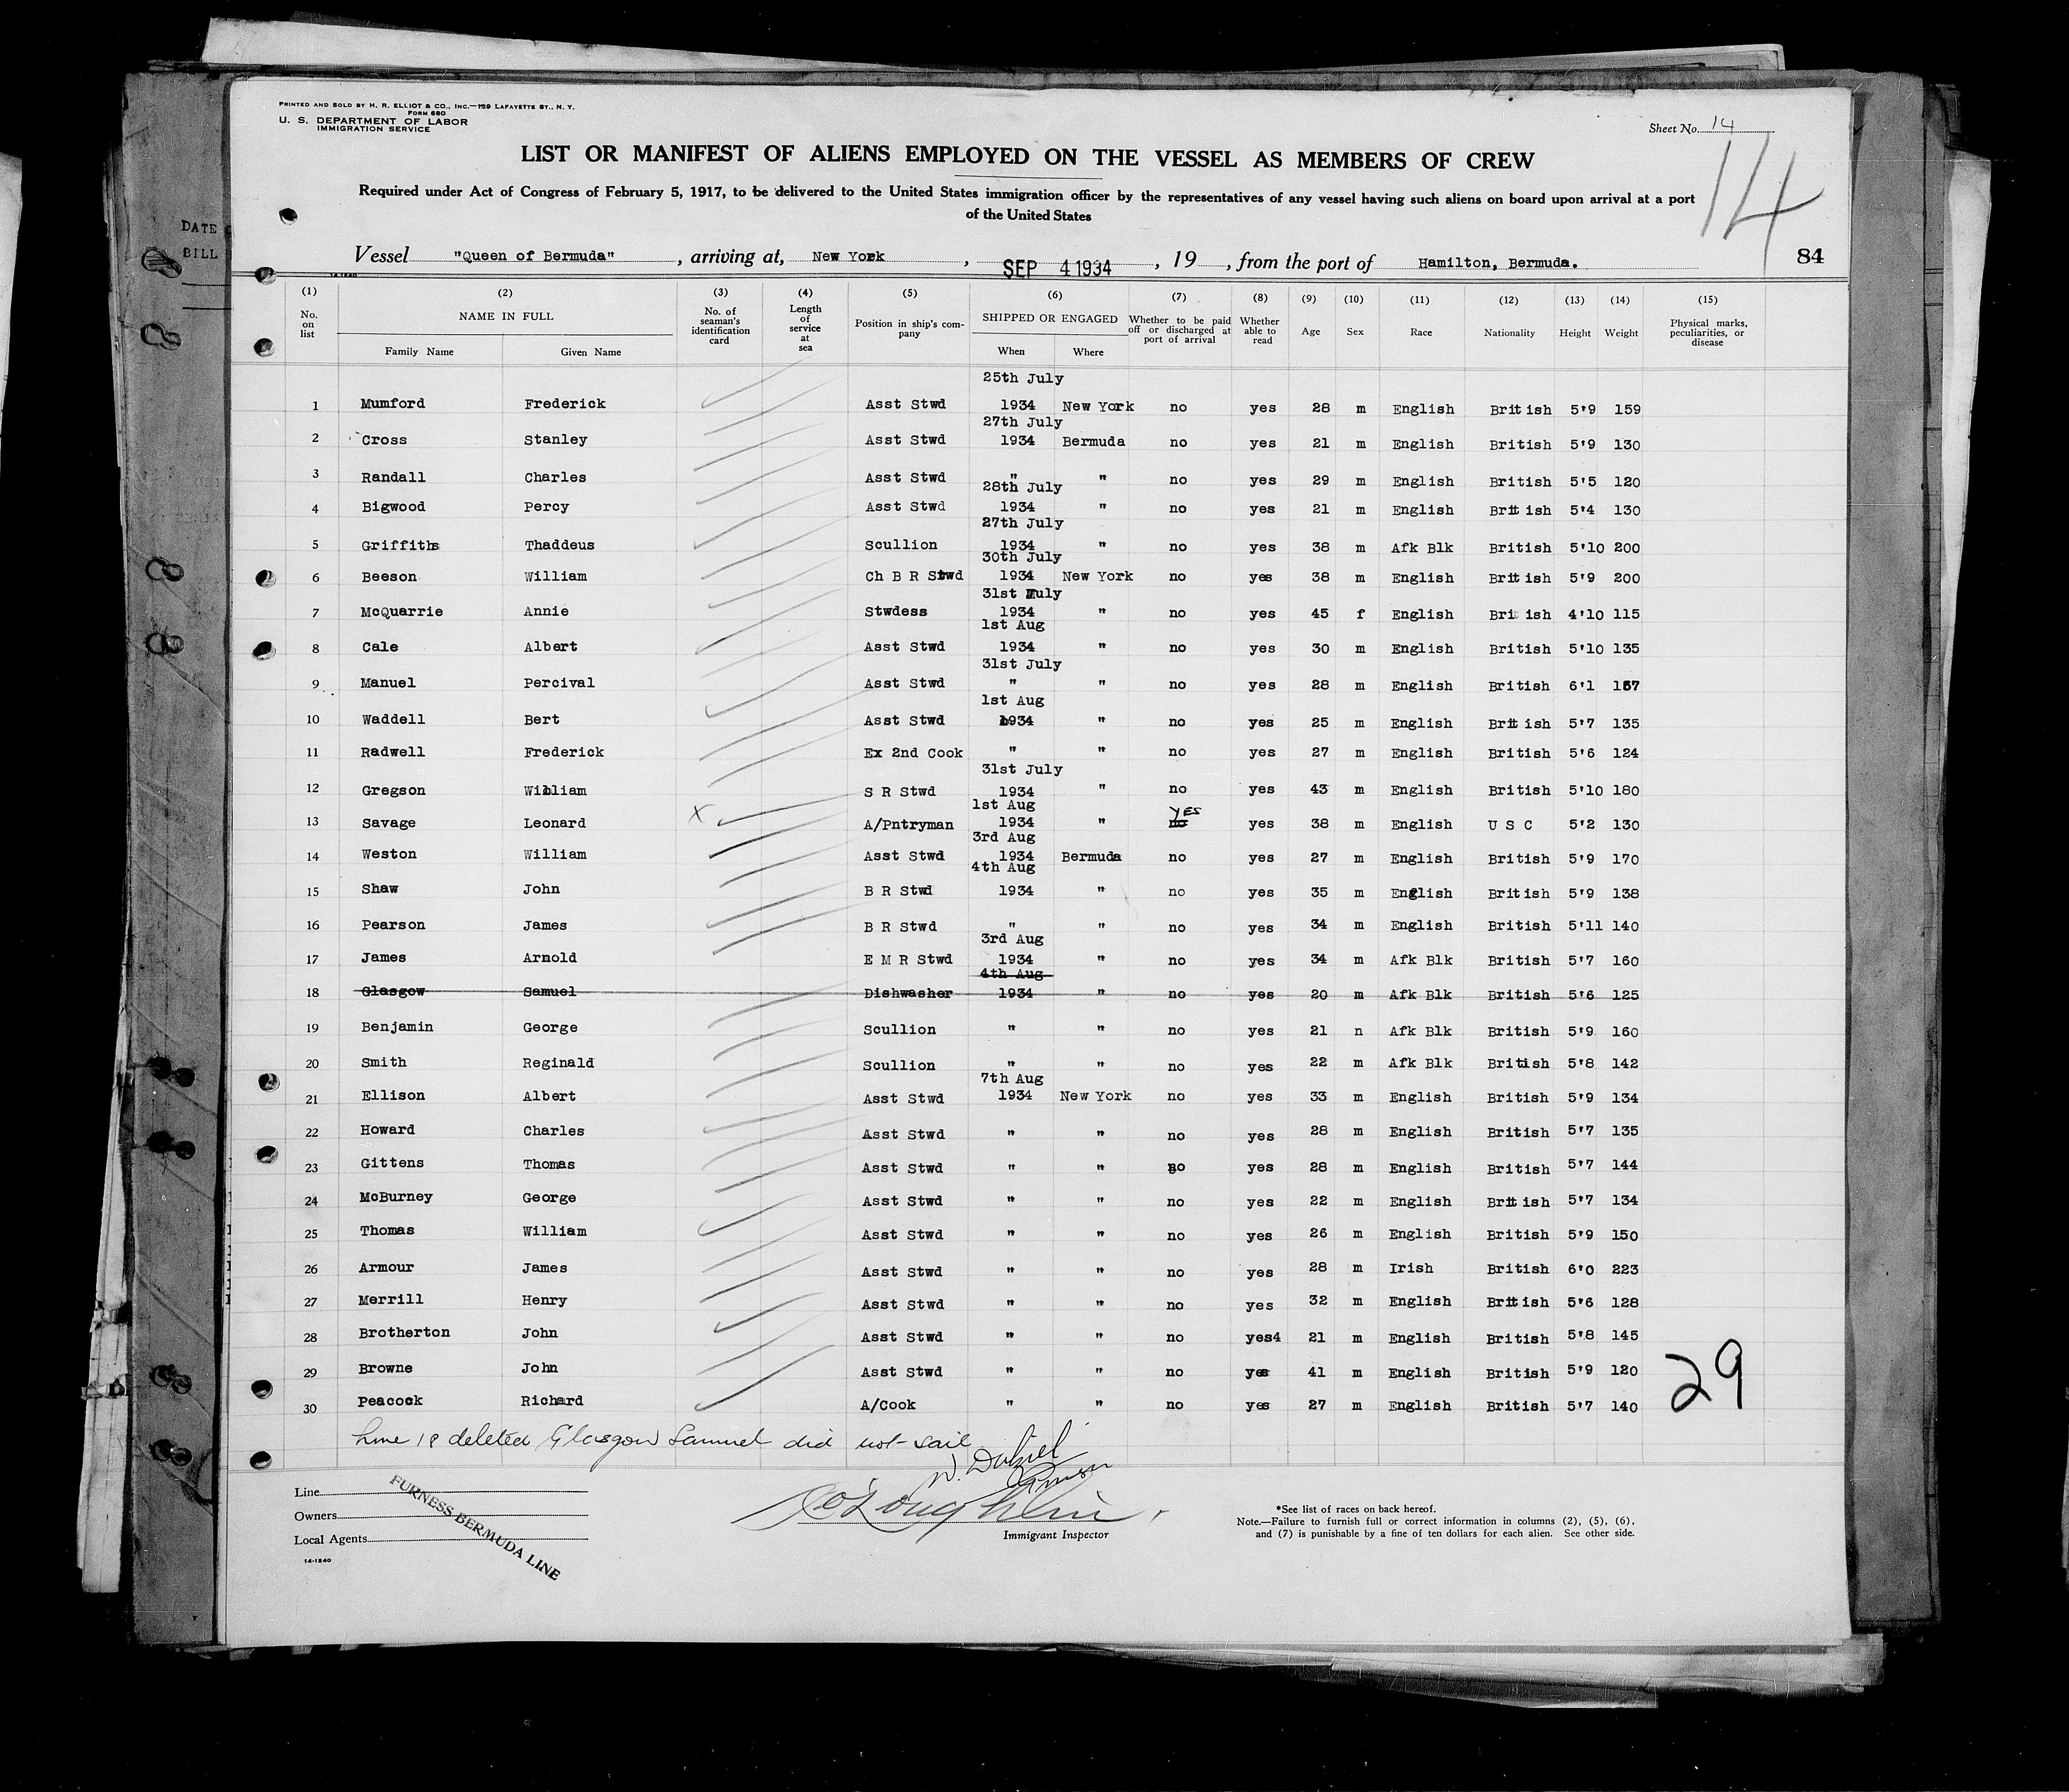 PRINTED AND SOLD BY H. R. ELLIOT & CO., INC.—129 LAFAYETTE ST., N. Y.
FORM 680
U. S. DEPARTMENT OF LABOR
IMMIGRATION SERVICE
Sheet No. 14
LIST OR MANIFEST OF ALIENS EMPLOYED ON THE VESSEL AS MEMBERS OF CREW
Required under Act of Congress of February 5, 1917, to be delivered to the United States immigration officer by the representatives of any vessel having such aliens on board upon arrival at a port
of the United States
14
DATE
BILL
Vessel "Queen of Bermuda", arriving at, New York, SEP 4 1934, 19, from the port of Hamilton, Bermuda.
84
14-1240
(1) (2) (3) (4) (5) (6) (7) (8) (9) (10) (11) (12) (13) (14) (15)
No. on list NAME IN FULL Family Name Given Name No. of seaman's identification card Length of service at sea Position in ship's company SHIPPED OR ENGAGED When Where Whether to be paid off or discharged at port of arrival Whether able to read Age Sex Race Nationality Height Weight Physical marks, peculiarities, or disease
25th July
1 Mumford Frederick Asst Stwd 1934 New York no yes 28 m English British 5'9 159
27th July
2 Cross Stanley Asst Stwd 1934 Bermuda no yes 21 m English British 5'9 130
3 Randall Charles Asst Stwd " " no yes 29 m English British 5'5 120
28th July
4 Bigwood Percy Asst Stwd 1934 " no yes 21 m English British 5'4 130
27th July
5 Griffiths Thaddeus Scullion 1934 " no yes 38 m Afk Blk British 5'10 200
30th July
6 Beeson William Ch B R Stwd 1934 New York no yes 38 m English British 5'9 200
31st July
7 McQuarrie Annie Stwdess 1934 " no yes 45 f English British 4'10 115
1st Aug
8 Cale Albert Asst Stwd 1934 " no yes 30 m English British 5'10 135
31st July
9 Manuel Percival Asst Stwd " " no yes 28 m English British 6'1 157
1st Aug
10 Waddell Bert Asst Stwd 1934 " no yes 25 m English British 5'7 135
11 Radwell Frederick Ex 2nd Cook " " no yes 27 m English British 5'6 124
31st July
12 Gregson William S R Stwd 1934 " no yes 43 m English British 5'10 180
1st Aug YES
13 Savage Leonard X A/Pntryman 1934 " no yes 38 m English U S C 5'2 130
3rd Aug
14 Weston William Asst Stwd 1934 Bermuda no yes 27 m English British 5'9 170
4th Aug
15 Shaw John B R Stwd 1934 " no yes 35 m English British 5'9 138
16 Pearson James B R Stwd " " no yes 34 m English British 5'11 140
3rd Aug
17 James Arnold E M R Stwd 1934 " no yes 34 m Afk Blk British 5'7 160
4th Aug
18 Glasgow Samuel Dishwasher 1934 " no yes 20 m Afk Blk British 5'6 125
19 Benjamin George Scullion " " no yes 21 n Afk Blk British 5'9 160
20 Smith Reginald Scullion " " no yes 22 m Afk Blk British 5'8 142
7th Aug
21 Ellison Albert Asst Stwd 1934 New York no yes 33 m English British 5'9 134
22 Howard Charles Asst Stwd " " no yes 28 m English British 5'7 135
23 Gittens Thomas Asst Stwd " " no yes 28 m English British 5'7 144
24 McBurney George Asst Stwd " " no yes 22 m English British 5'7 134
25 Thomas William Asst Stwd " " no yes 26 m English British 5'9 150
26 Armour James Asst Stwd " " no yes 28 m Irish British 6'0 223
27 Merrill Henry Asst Stwd " " no yes 32 m English British 5'6 128
28 Brotherton John Asst Stwd " " no yes4 21 m English British 5'8 145
29 Browne John Asst Stwd " " no yes 41 m English British 5'9 120
30 Peacock Richard A/Cook " " no yes 27 m English British 5'7 140
29
Line 18 deleted Glasgow Samuel did not sail
Line
Owners
Local Agents
FURNESS BERMUDA LINE
14-1240
Immigrant Inspector
*See list of races on back hereof.
Note.—Failure to furnish full or correct information in columns (2), (5), (6),
and (7) is punishable by a fine of ten dollars for each alien. See other side.